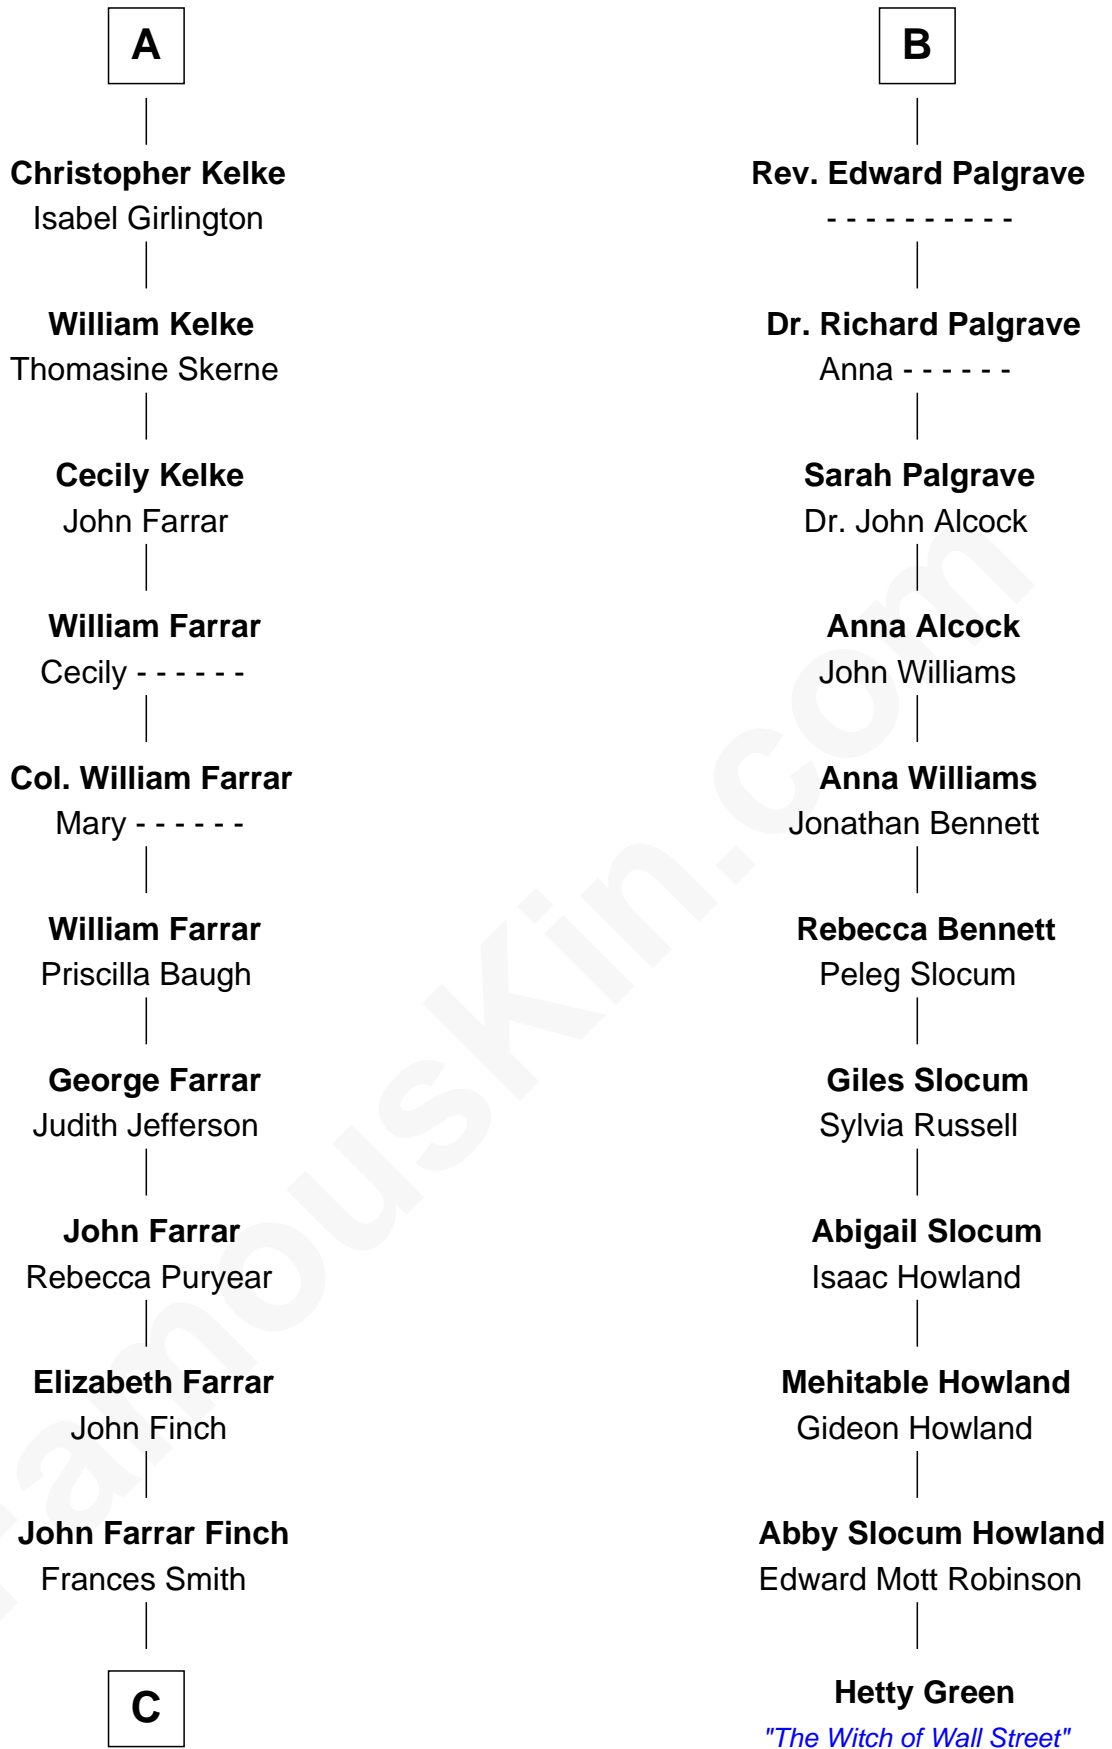 A
Christopher Kelke
Isabel Girlington
William Kelke
Thomasine Skerne
Cecily Kelke
John Farrar
William Farrar
Cecily - - - - - -
Col. William Farrar
Mary - - - - - -
William Farrar
Priscilla Baugh
George Farrar
Judith Jefferson
John Farrar
Rebecca Puryear
Elizabeth Farrar
John Finch
John Farrar Finch
Frances Smith
C
B
Rev. Edward Palgrave
- - - - - - - - - -
Dr. Richard Palgrave
Anna - - - - - -
Sarah Palgrave
Dr. John Alcock
Anna Alcock
John Williams
Anna Williams
Jonathan Bennett
Rebecca Bennett
Peleg Slocum
Giles Slocum
Sylvia Russell
Abigail Slocum
Isaac Howland
Mehitable Howland
Gideon Howland
Abby Slocum Howland
Edward Mott Robinson
Hetty Green
"The Witch of Wall Street"
FamousKin.com